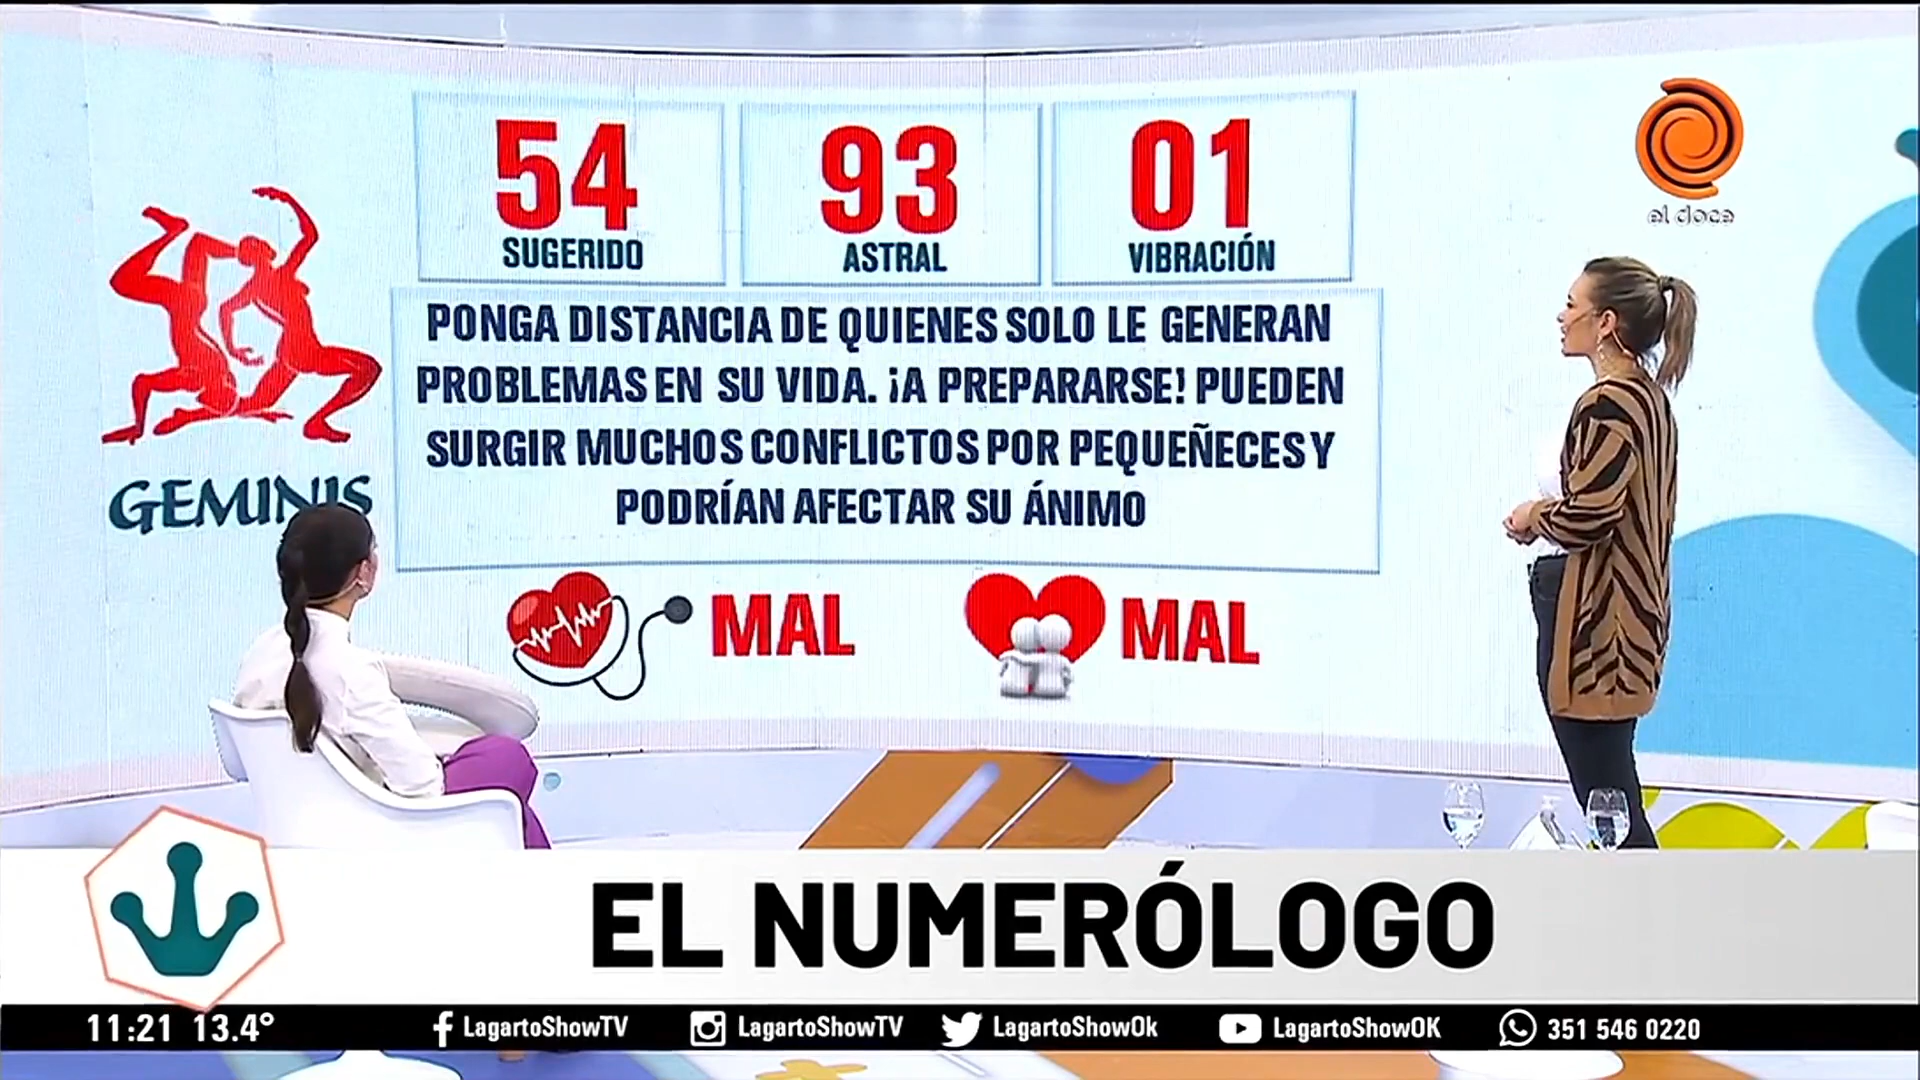 54
SUGERIDO
93
ASTRAL
01
VIBRACIÓN
el doce
PONGA DISTANCIA DE QUIENES SOLO LE GENERAN
PROBLEMAS EN SU VIDA. ¡A PREPARARSE! PUEDEN
SURGIR MUCHOS CONFLICTOS POR PEQUEÑECES Y
PODRÍAN AFECTAR SU ÁNIMO
GEMINIS
MAL
MAL
EL NUMERÓLOGO
11:21 13.4° LagartoShowTV LagartoShowTV LagartoShowOk LagartoShowOK 351 546 0220